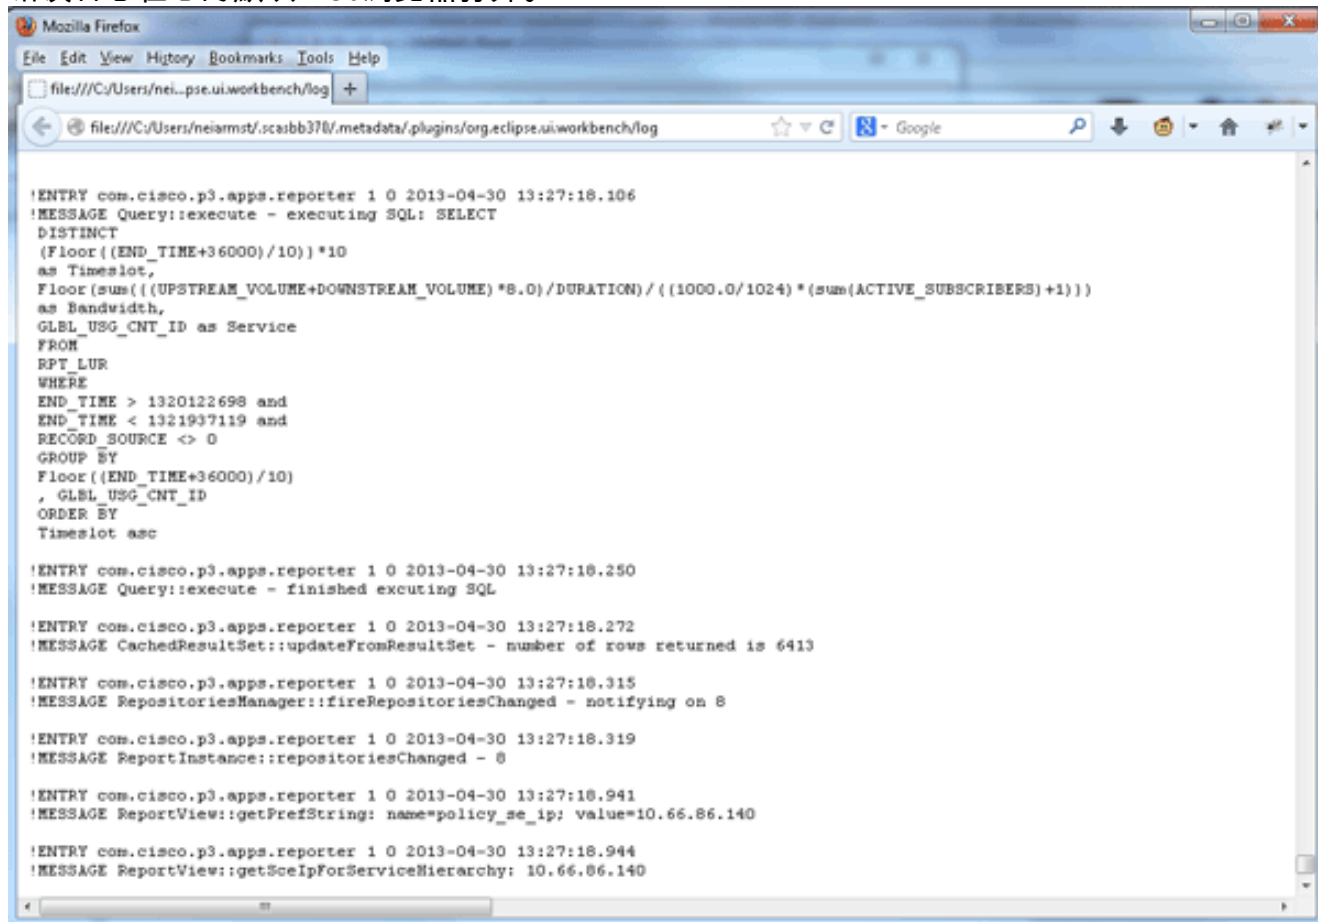 Mozilla Firefox
File Edit View History Bookmarks Tools Help
file:///C:/Users/nei...pse.ui.workbench/log +
file:///C:/Users/neiarmst/.scasbb378/.metadata/.plugins/org.eclipse.ui.workbench/log Google
!ENTRY com.cisco.p3.apps.reporter 1 0 2013-04-30 13:27:18.106
!MESSAGE Query::execute - executing SQL: SELECT
DISTINCT
(Floor((END_TIME+36000)/10))*10
as Timeslot,
Floor(sum(((UPSTREAM_VOLUME+DOWNSTREAM_VOLUME)*8.0)/DURATION)/((1000.0/1024)*(sum(ACTIVE_SUBSCRIBERS)+1)))
as Bandwidth,
GLBL_USG_CNT_ID as Service
FROM
RPT_LUR
WHERE
END_TIME > 1320122698 and
END_TIME < 1321937119 and
RECORD_SOURCE <> 0
GROUP BY
Floor((END_TIME+36000)/10)
, GLBL_USG_CNT_ID
ORDER BY
Timeslot asc
!ENTRY com.cisco.p3.apps.reporter 1 0 2013-04-30 13:27:18.250
!MESSAGE Query::execute - finished excuting SQL
!ENTRY com.cisco.p3.apps.reporter 1 0 2013-04-30 13:27:18.272
!MESSAGE CachedResultSet::updateFromResultSet - number of rows returned is 6413
!ENTRY com.cisco.p3.apps.reporter 1 0 2013-04-30 13:27:18.315
!MESSAGE RepositoriesManager::fireRepositoriesChanged - notifying on 8
!ENTRY com.cisco.p3.apps.reporter 1 0 2013-04-30 13:27:18.319
!MESSAGE ReportInstance::repositoriesChanged - 8
!ENTRY com.cisco.p3.apps.reporter 1 0 2013-04-30 13:27:18.941
!MESSAGE ReportView::getPrefString: name=policy_se_ip; value=10.66.86.140
!ENTRY com.cisco.p3.apps.reporter 1 0 2013-04-30 13:27:18.944
!MESSAGE ReportView::getSceIpForServiceHierarchy: 10.66.86.140